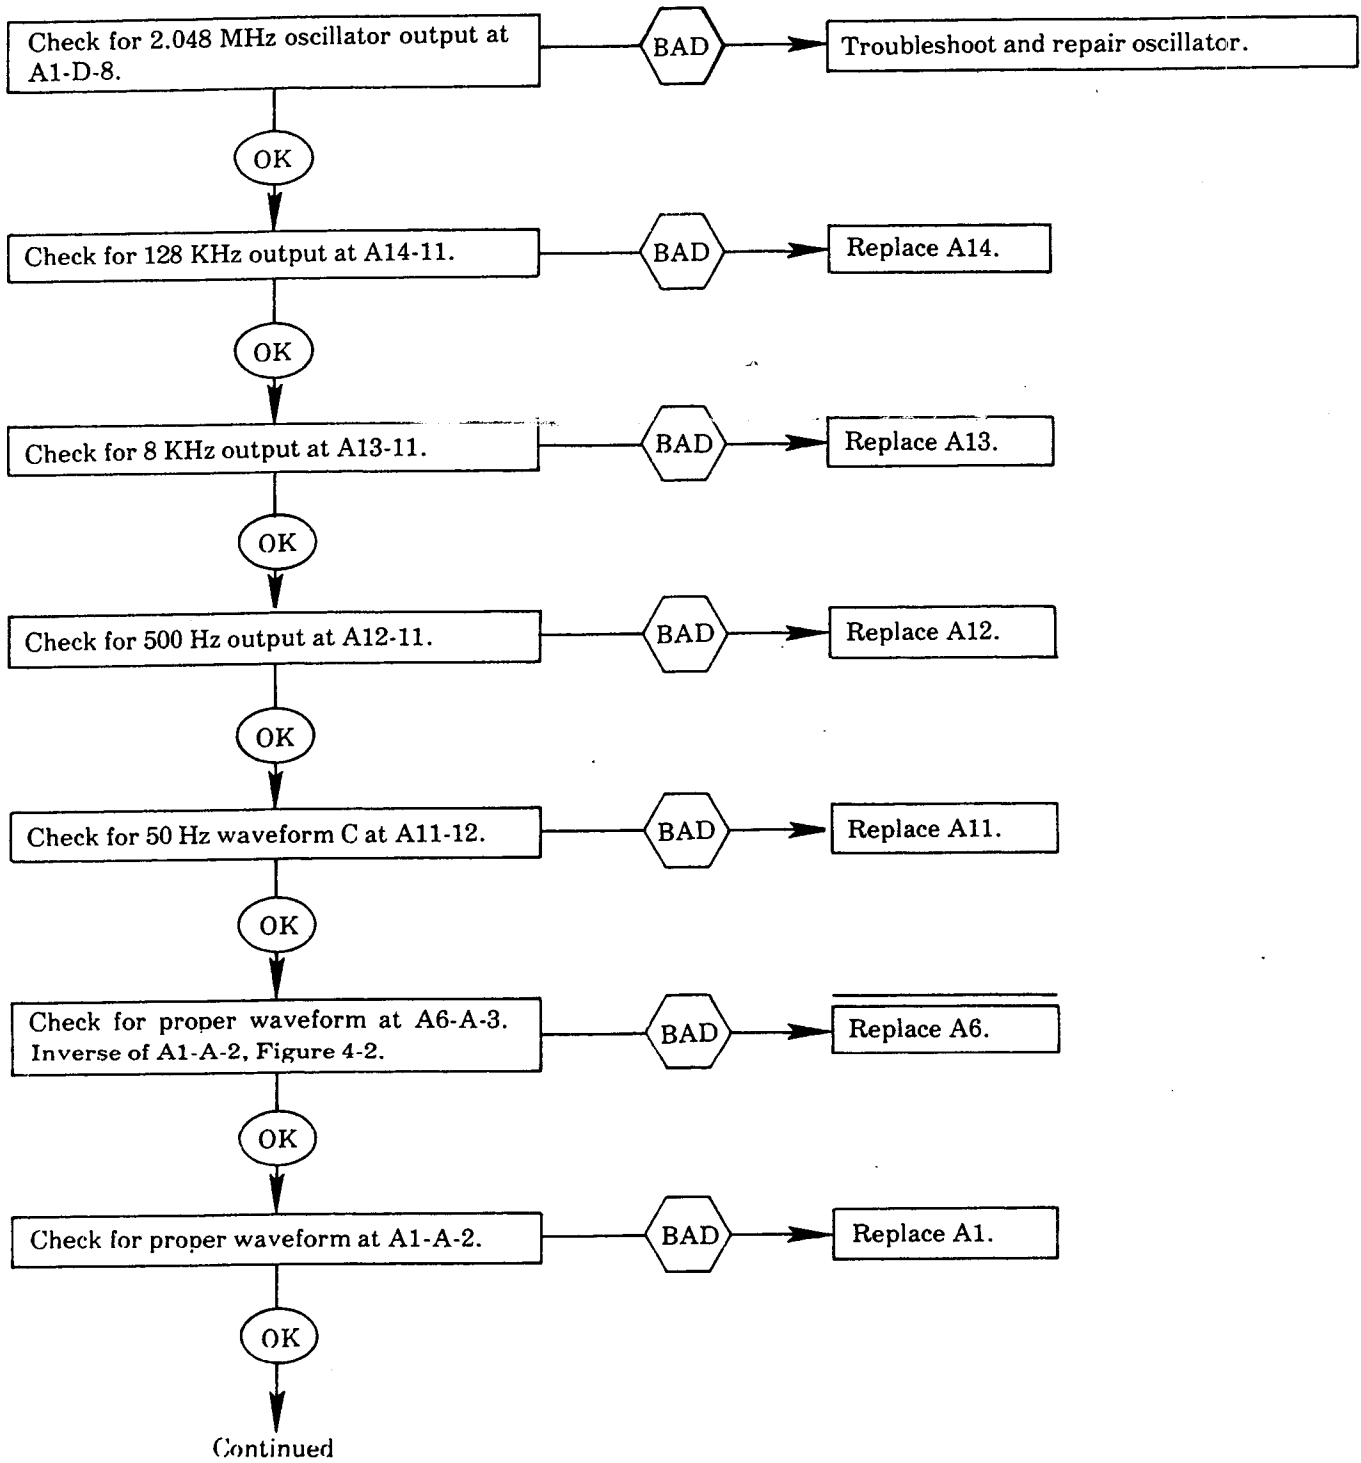 Check for 2.048 MHz oscillator output at
A1-D-8.
BAD
Troubleshoot and repair oscillator.
OK
Check for 128 KHz output at A14-11.
BAD
Replace A14.
OK
Check for 8 KHz output at A13-11.
BAD
Replace A13.
OK
Check for 500 Hz output at A12-11.
BAD
Replace A12.
OK
Check for 50 Hz waveform C at A11-12.
BAD
Replace A11.
OK
Check for proper waveform at A6-A-3.
Inverse of A1-A-2, Figure 4-2.
BAD
Replace A6.
OK
Check for proper waveform at A1-A-2.
BAD
Replace A1.
OK
Continued